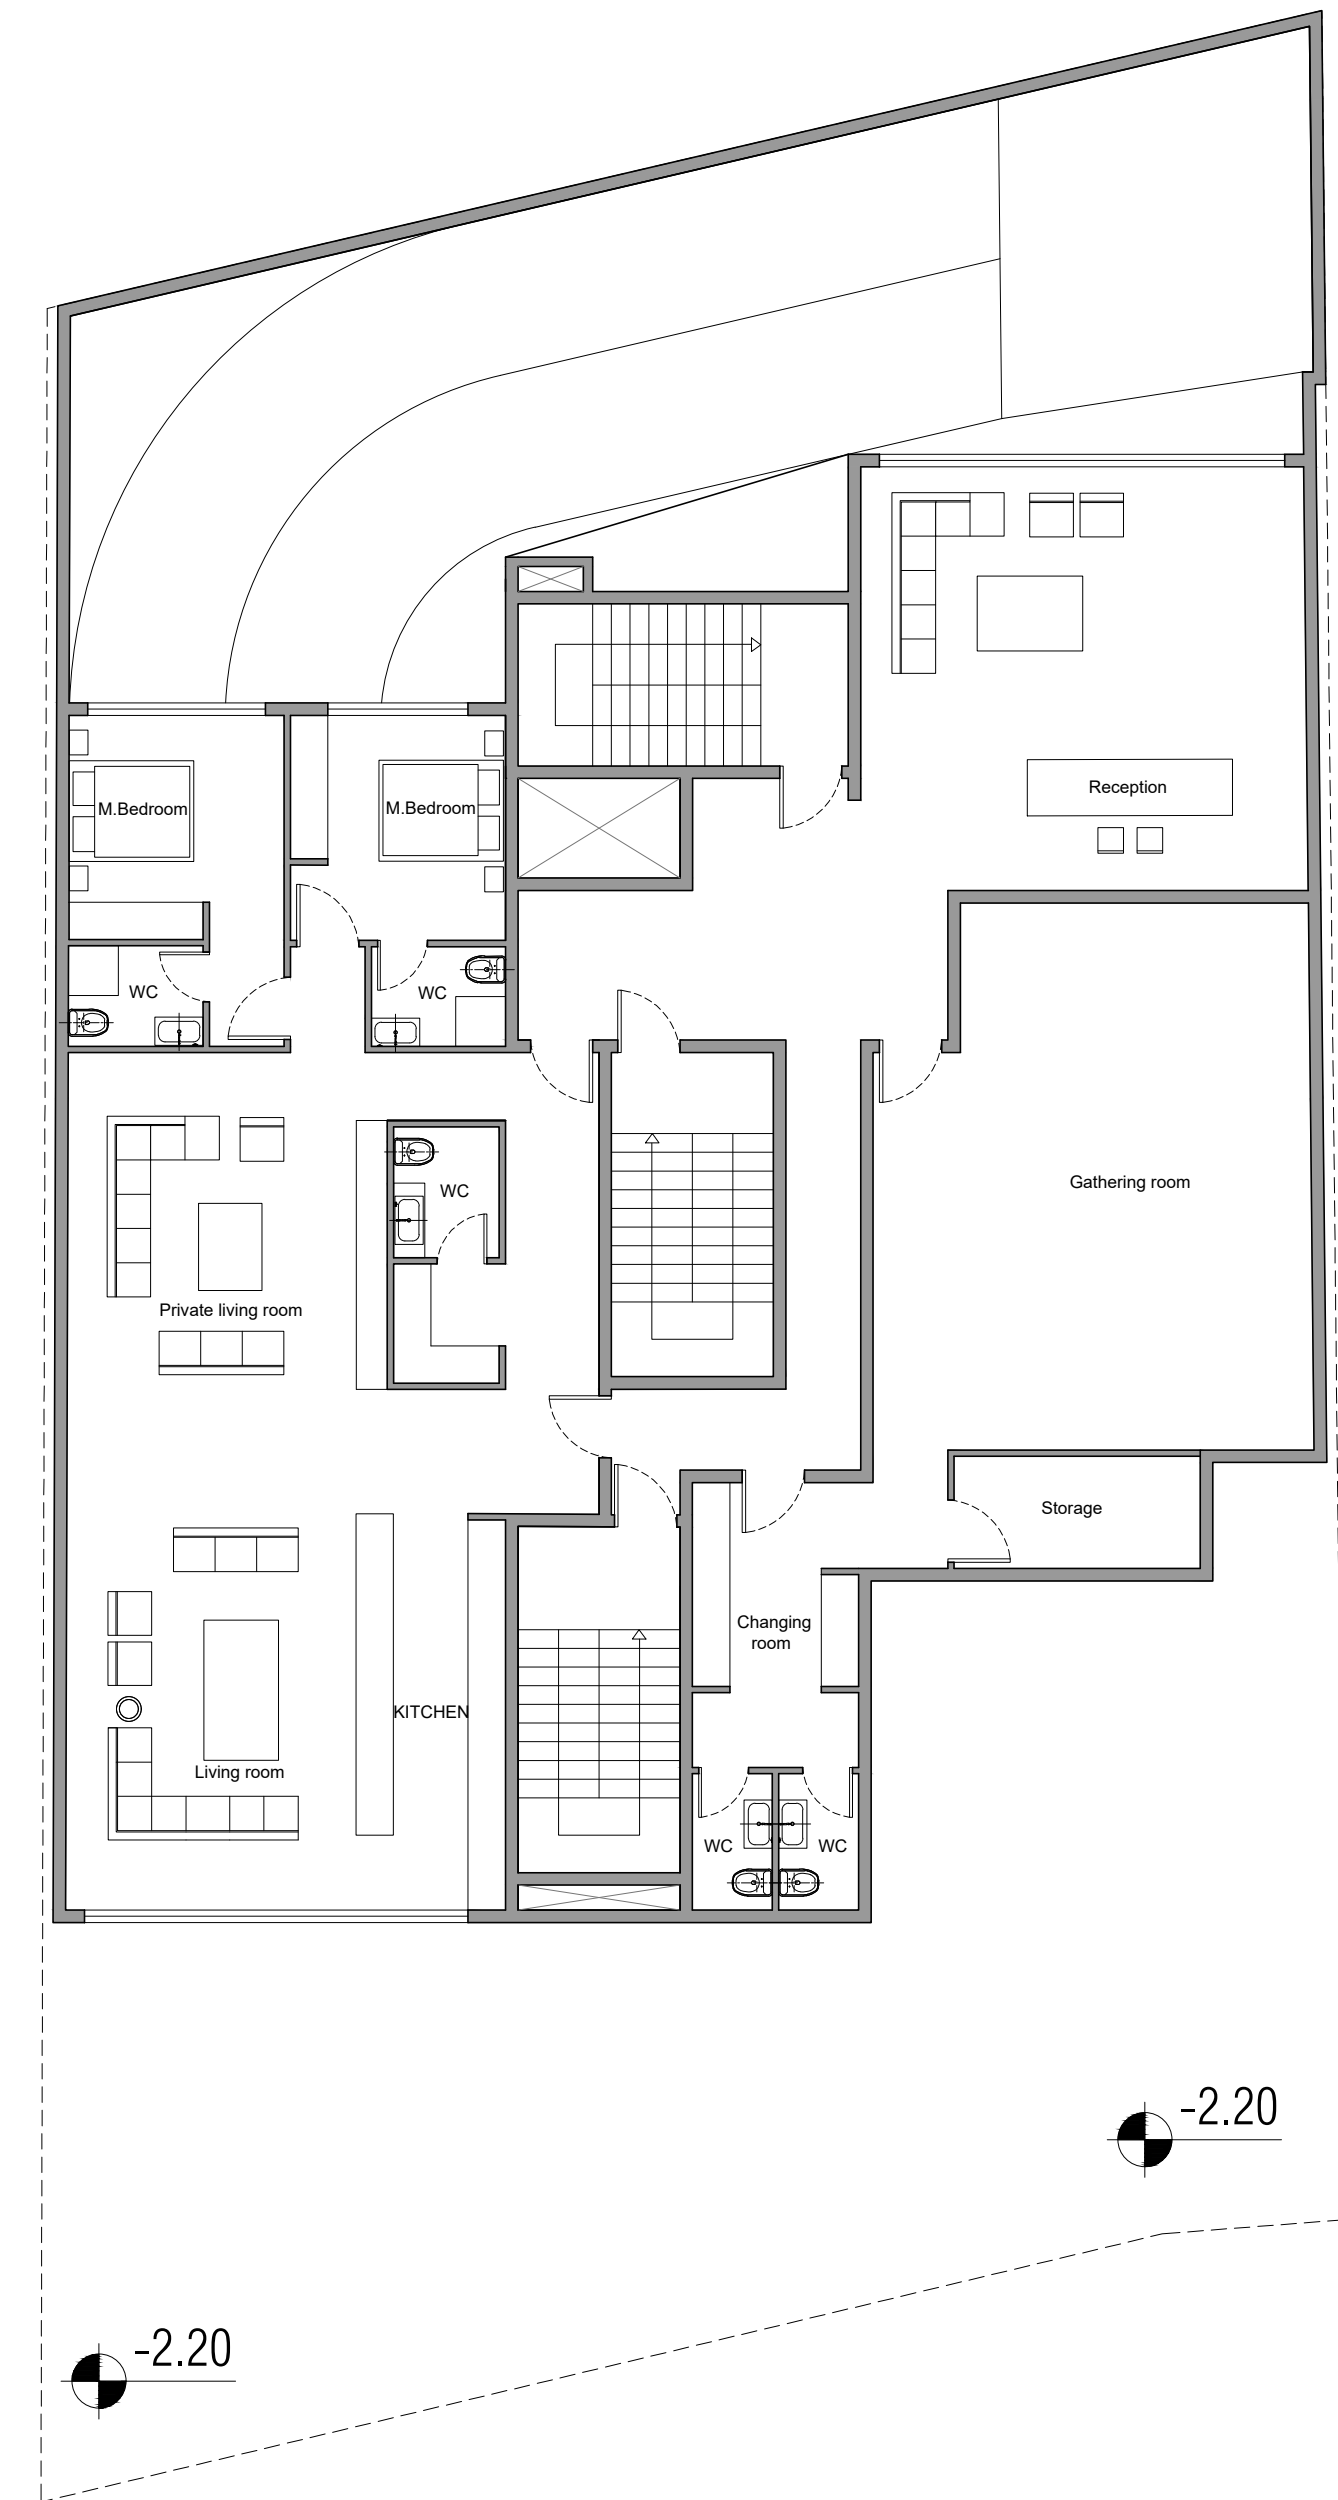 Reception
M.Bedroom
M.Bedroom
WC
WC
Gathering room
WC
Private living room
Storage
Changing
room
KITCHEN
Living room
WC
WC
-2.20
-2.20